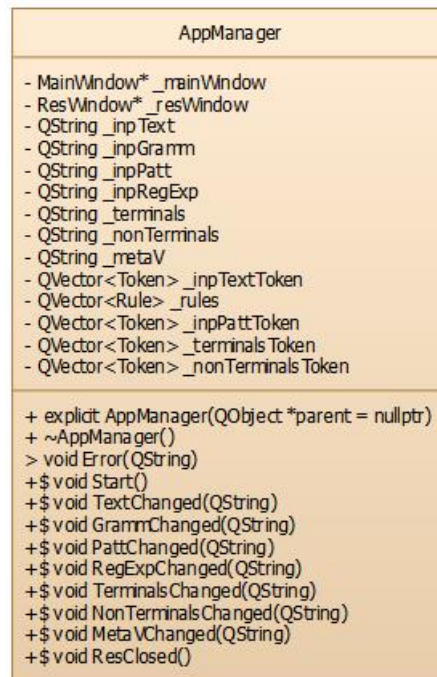 AppManager
- MainWindow* _mainWindow
- ResWindow* _resWindow
- QString _inpText
- QString _inpGramm
- QString _inpPatt
- QString _inpRegExp
- QString _terminals
- QString _nonTerminals
- QString _metaV
- QVector<Token> _inpTextToken
- QVector<Rule> _rules
- QVector<Token> _inpPattToken
- QVector<Token> _terminalsToken
- QVector<Token> _nonTerminalsToken
+ explicit AppManager(QObject *parent = nullptr)
+ ~AppManager()
> void Error(QString)
+$ void Start()
+$ void TextChanged(QString)
+$ void GrammChanged(QString)
+$ void PattChanged(QString)
+$ void RegExpChanged(QString)
+$ void TerminalsChanged(QString)
+$ void NonTerminalsChanged(QString)
+$ void MetaVChanged(QString)
+$ void ResClosed()